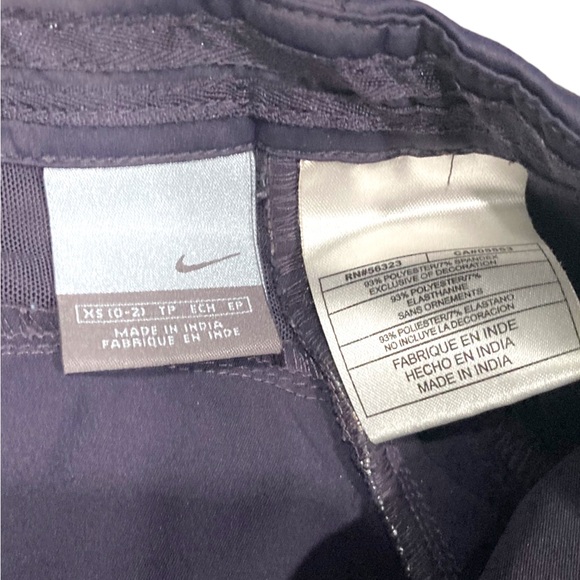 XS (0-2) TP ECH EP
MADE IN INDIA
FABRIQUE EN INDE
RN#56323 CA#05553
93% POLYESTER/7% SPANDEX
EXCLUSIVE OF DECORATION
93% POLYESTER/7%
ELASTHANNE
SANS ORNEMENTS
93% POLIESTER/7% ELASTANO
NO INCLUYE LA DECORACION
FABRIQUE EN INDE
HECHO EN INDIA
MADE IN INDIA